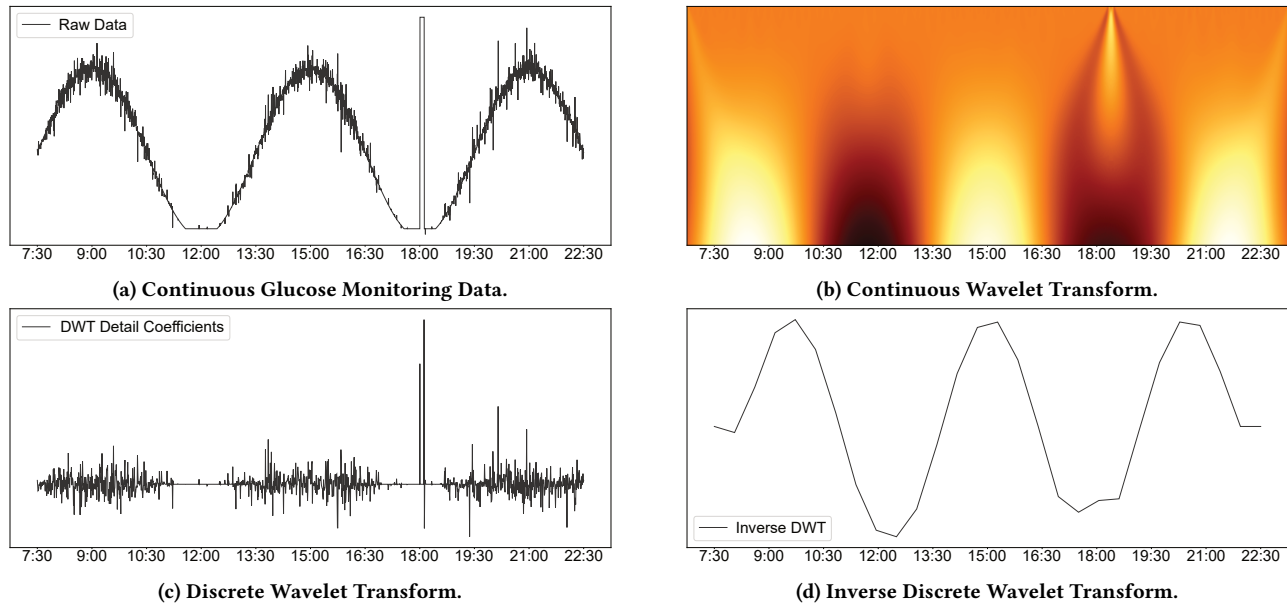 Raw Data
7:30 9:00 10:30 12:00 13:30 15:00 16:30 18:00 19:30 21:00 22:30
(a) Continuous Glucose Monitoring Data.
7:30 9:00 10:30 12:00 13:30 15:00 16:30 18:00 19:30 21:00 22:30
(b) Continuous Wavelet Transform.
DWT Detail Coefficients
7:30 9:00 10:30 12:00 13:30 15:00 16:30 18:00 19:30 21:00 22:30
(c) Discrete Wavelet Transform.
Inverse DWT
7:30 9:00 10:30 12:00 13:30 15:00 16:30 18:00 19:30 21:00 22:30
(d) Inverse Discrete Wavelet Transform.